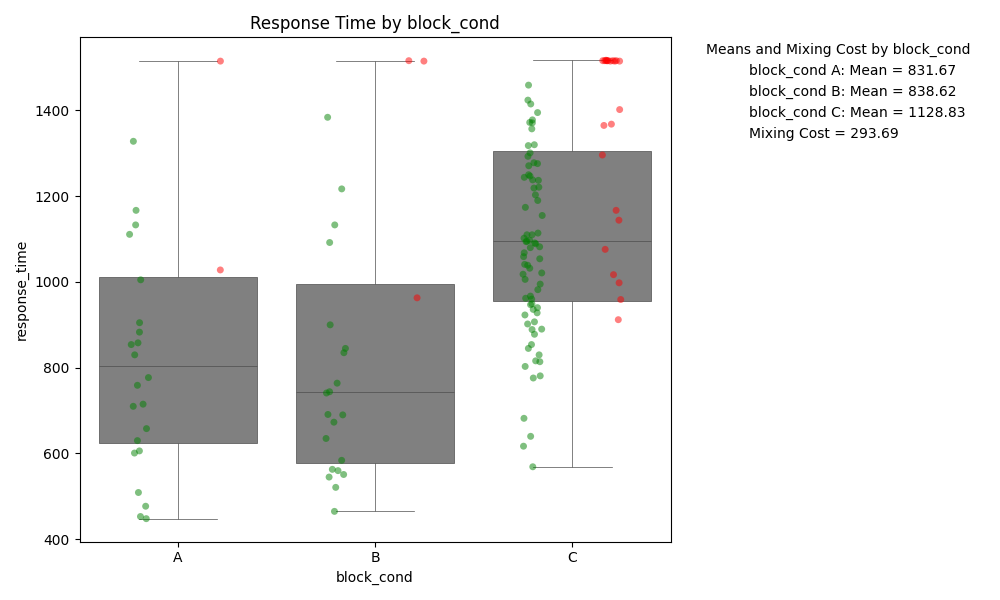 Response Time by block_cond
Means and Mixing Cost by block_cond
block_cond A: Mean = 831.67
block_cond B: Mean = 838.62
block_cond C: Mean = 1128.83
Mixing Cost = 293.69
response_time
1400
1200
1000
800
600
400
A
B
C
block_cond